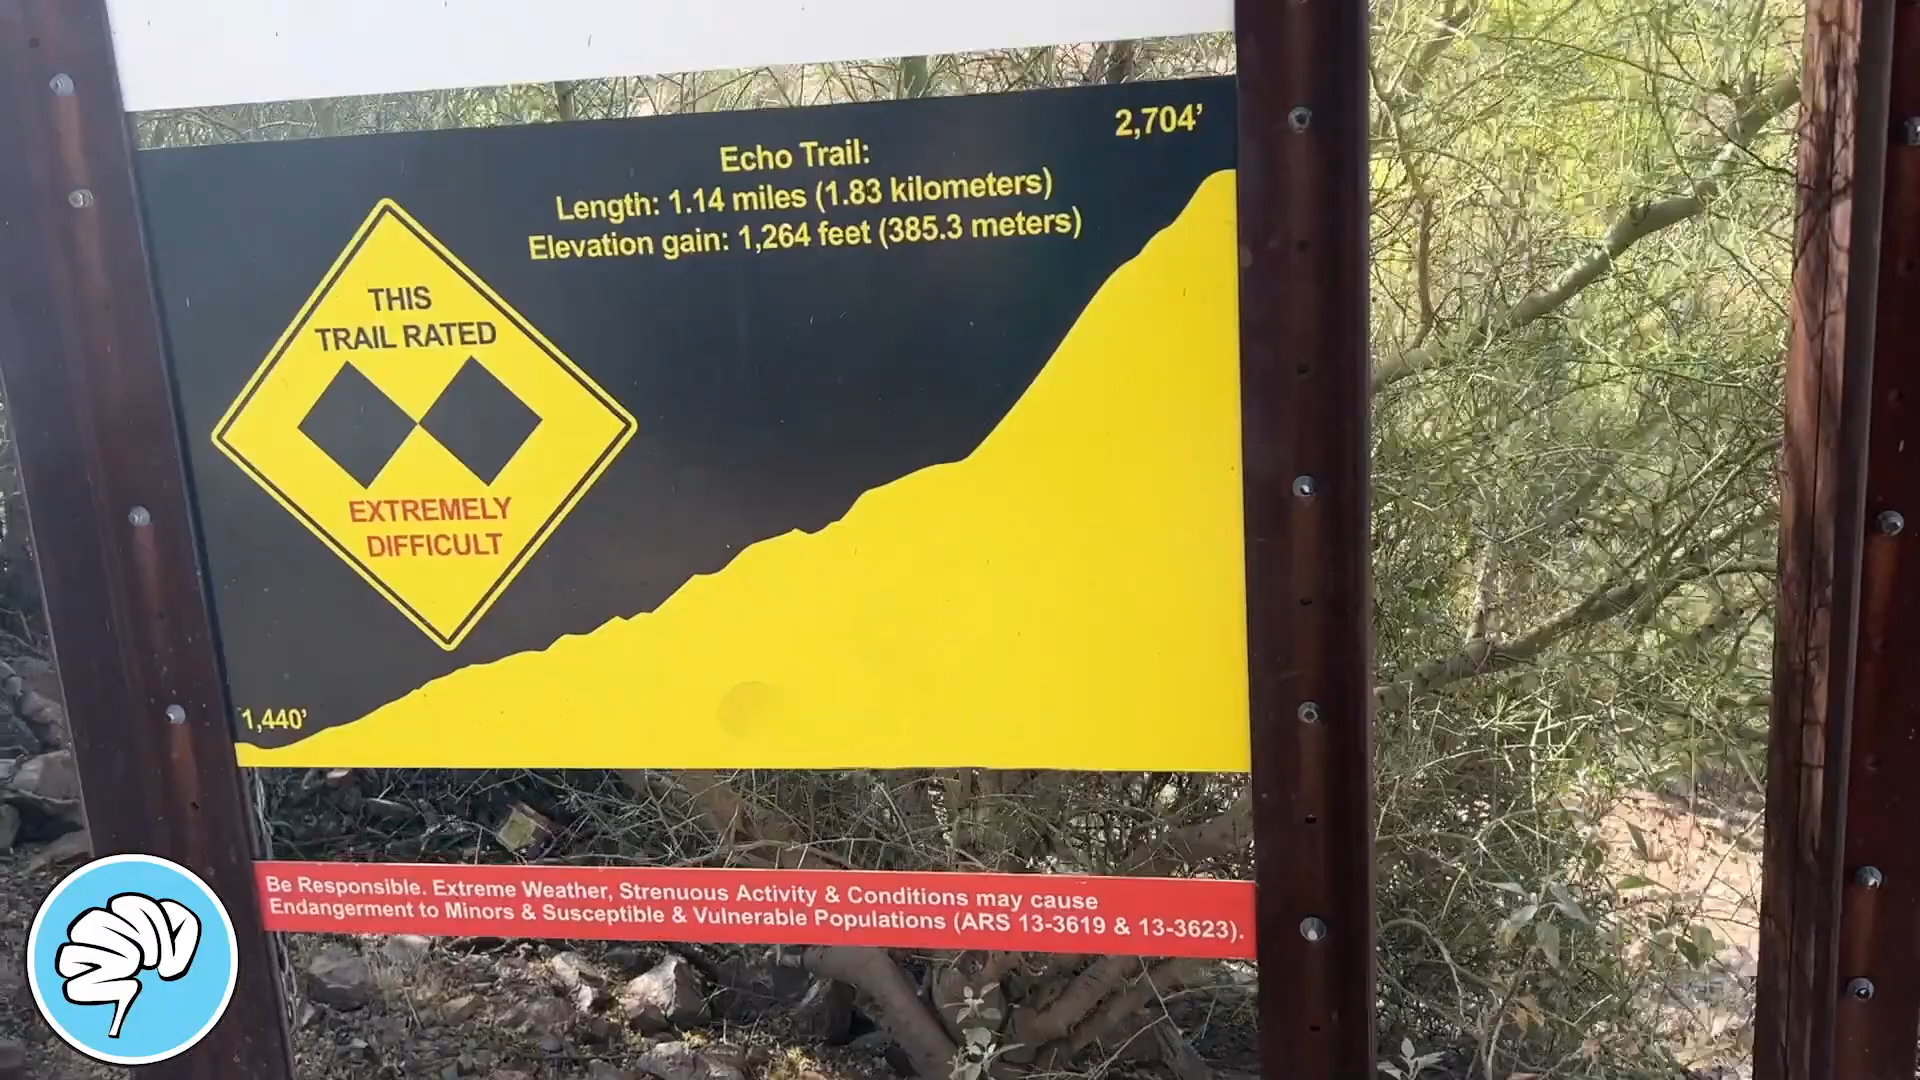 2,704’
Echo Trail:
Length: 1.14 miles (1.83 kilometers)
Elevation gain: 1,264 feet (385.3 meters)
THIS
TRAIL RATED
EXTREMELY
DIFFICULT
1,440’
Be Responsible. Extreme Weather, Strenuous Activity & Conditions may cause
Endangerment to Minors & Susceptible & Vulnerable Populations (ARS 13-3619 & 13-3623).